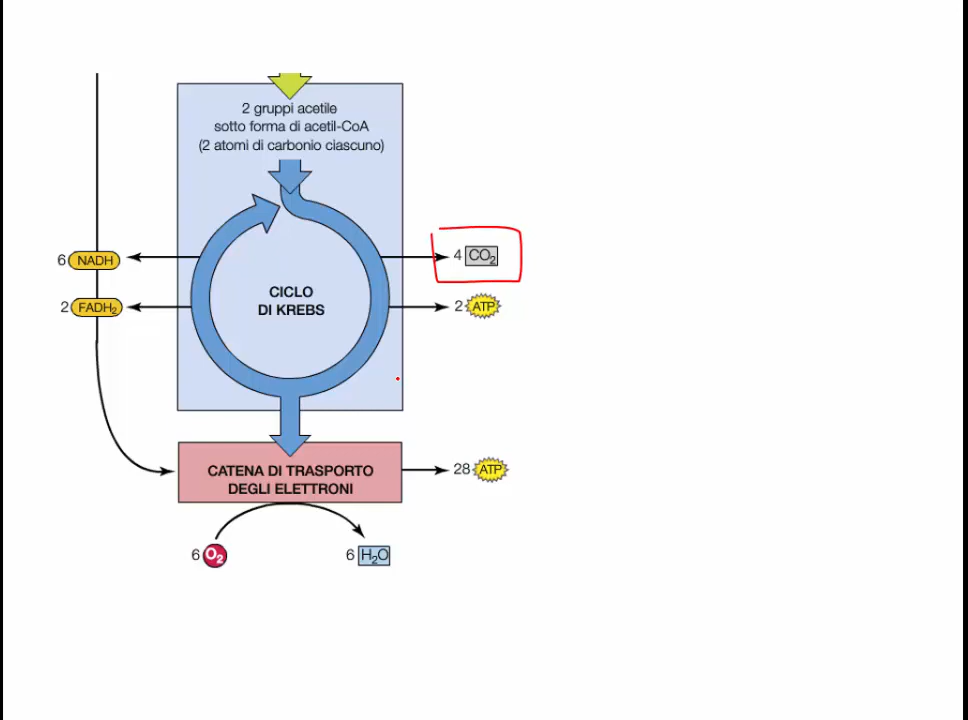 2 gruppi acetile
sotto forma di acetil-CoA
(2 atomi di carbonio ciascuno)
6 NADH
4 CO₂
CICLO
DI KREBS
2 FADH₂
2 ATP
CATENA DI TRASPORTO
DEGLI ELETTRONI
28 ATP
6 O₂
6 H₂O